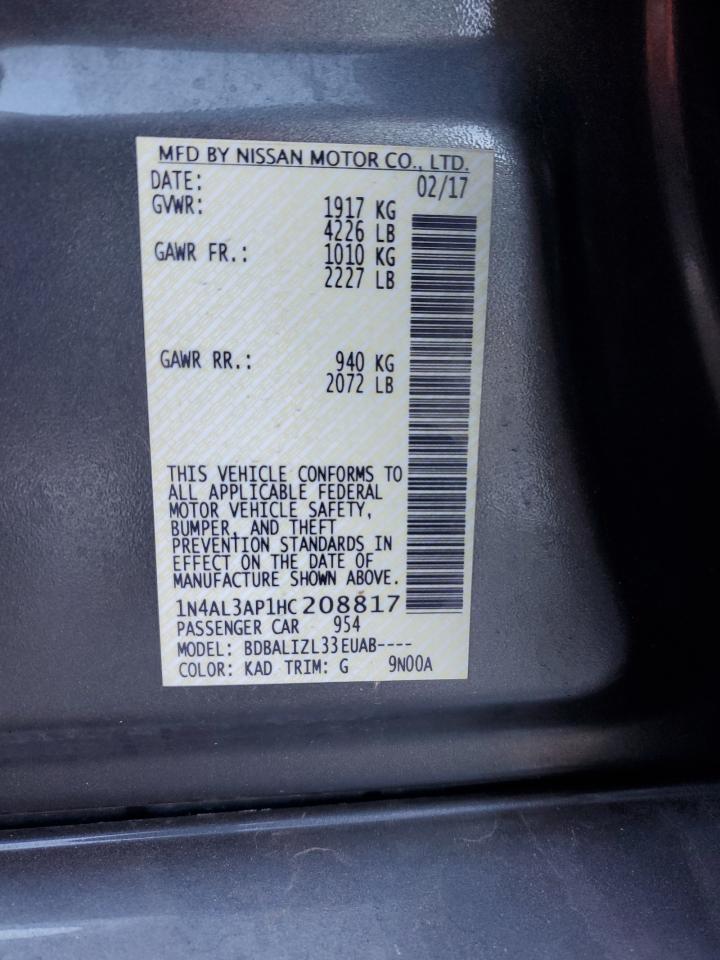 MFD BY NISSAN MOTOR CO., LTD.
DATE: 02/17
GVWR: 1917 KG
4226 LB
GAWR FR.: 1010 KG
2227 LB
GAWR RR.: 940 KG
2072 LB
THIS VEHICLE CONFORMS TO
ALL APPLICABLE FEDERAL
MOTOR VEHICLE SAFETY,
BUMPER, AND THEFT
PREVENTION STANDARDS IN
EFFECT ON THE DATE OF
MANUFACTURE SHOWN ABOVE.
1N4AL3AP1HC208817
PASSENGER CAR 954
MODEL: BDBALIZL33EUAB----
COLOR: KAD TRIM: G 9N00A